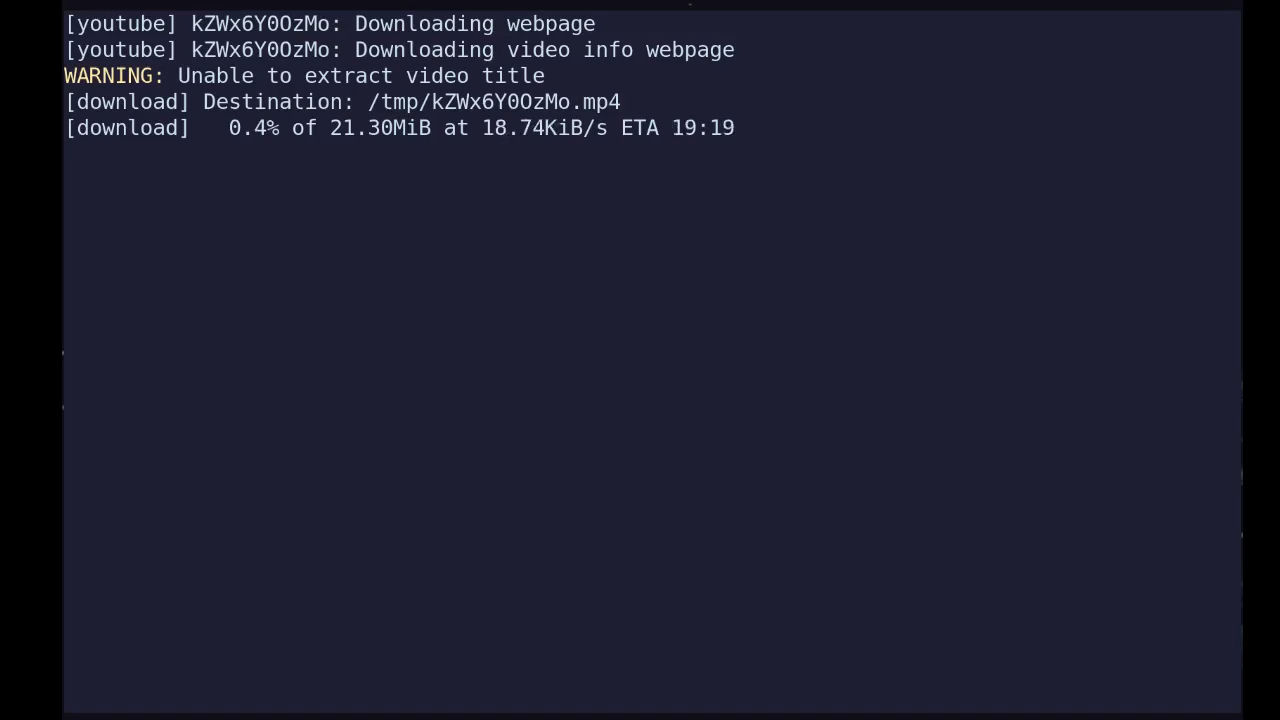 [youtube] kZWx6Y0OzMo: Downloading webpage
[youtube] kZWx6Y0OzMo: Downloading video info webpage
WARNING: Unable to extract video title
[download] Destination: /tmp/kZWx6Y0OzMo.mp4
[download]   0.4% of 21.30MiB at 18.74KiB/s ETA 19:19